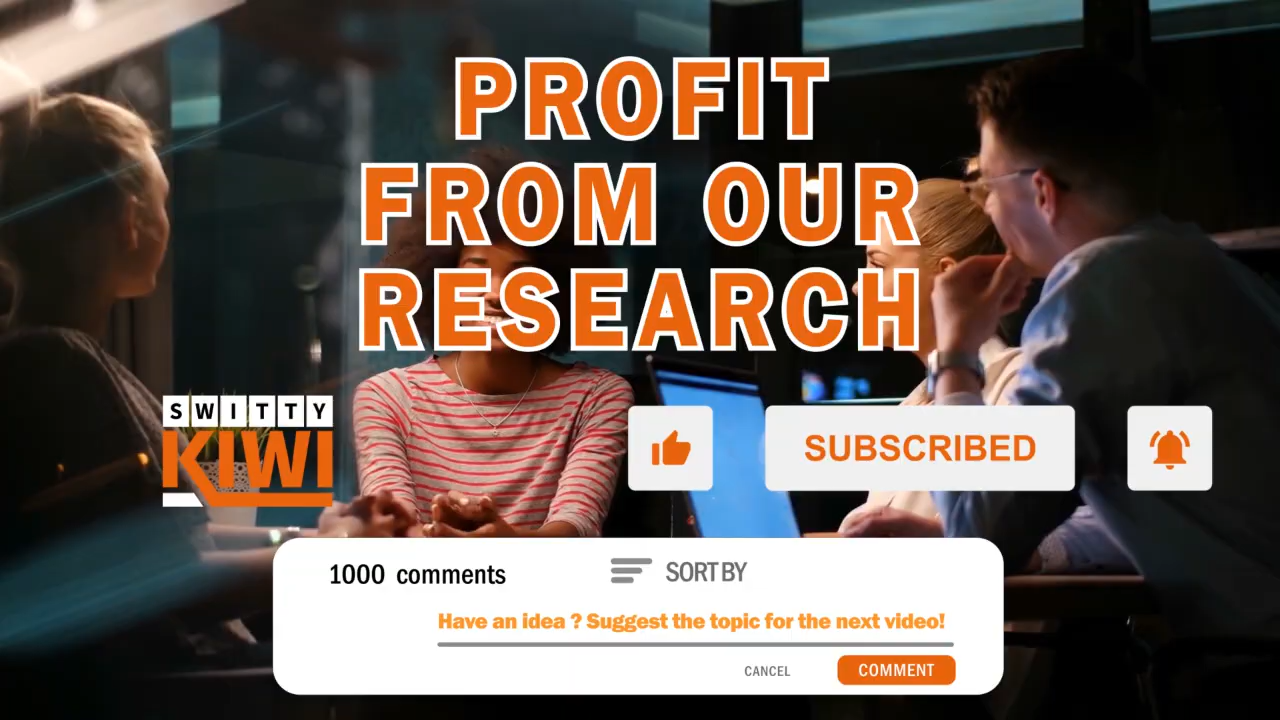 PROFIT
FROM OUR
RESEARCH
SWITTY
KIWI
SUBSCRIBED
1000 comments
SORT BY
Have an idea ? Suggest the topic for the next video!
CANCEL
COMMENT